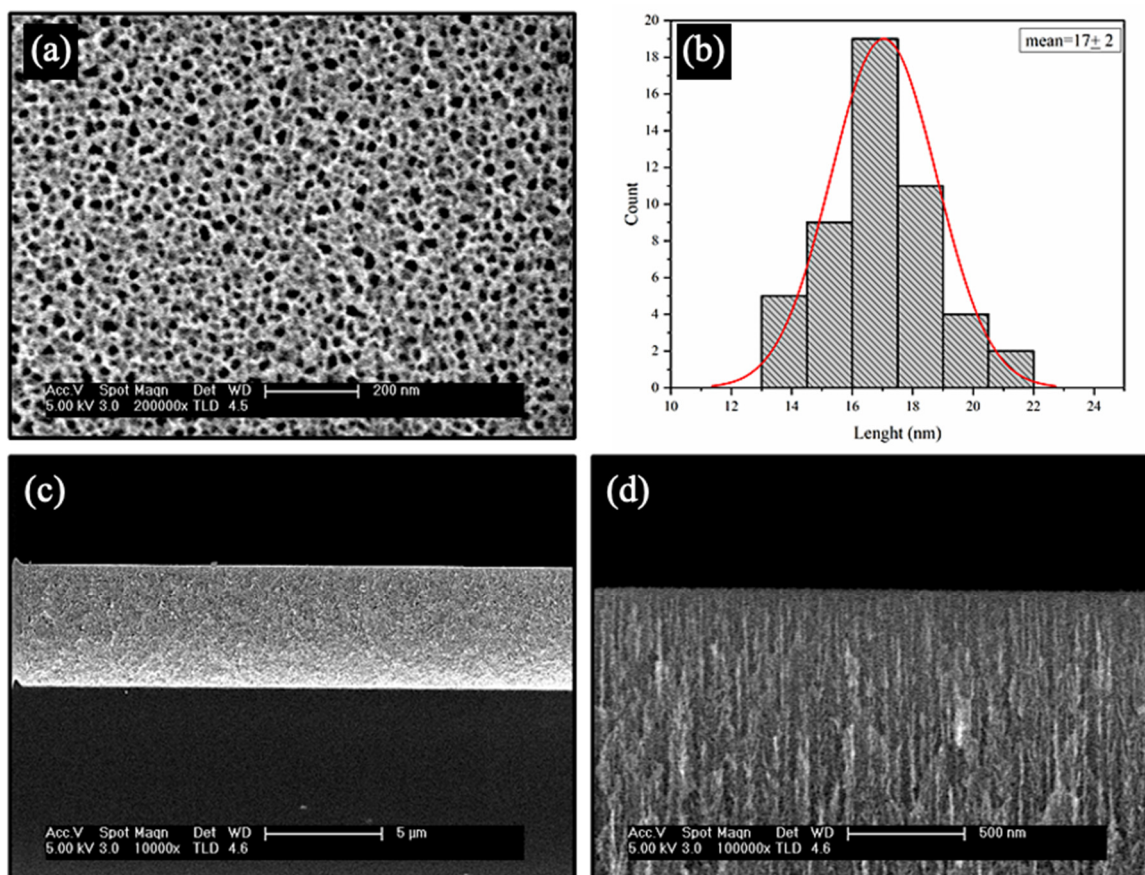 (a)
Acc.V Spot Magn Det WD 200 nm
5.00 kV 3.0 200000x TLD 4.5
(b)
mean=17± 2
20
18
16
14
12
10
8
6
4
2
0
Count
10 12 14 16 18 20 22 24
Lenght (nm)
(c)
Acc.V Spot Magn Det WD 5 µm
5.00 kV 3.0 10000x TLD 4.6
(d)
Acc.V Spot Magn Det WD 500 nm
5.00 kV 3.0 100000x TLD 4.6